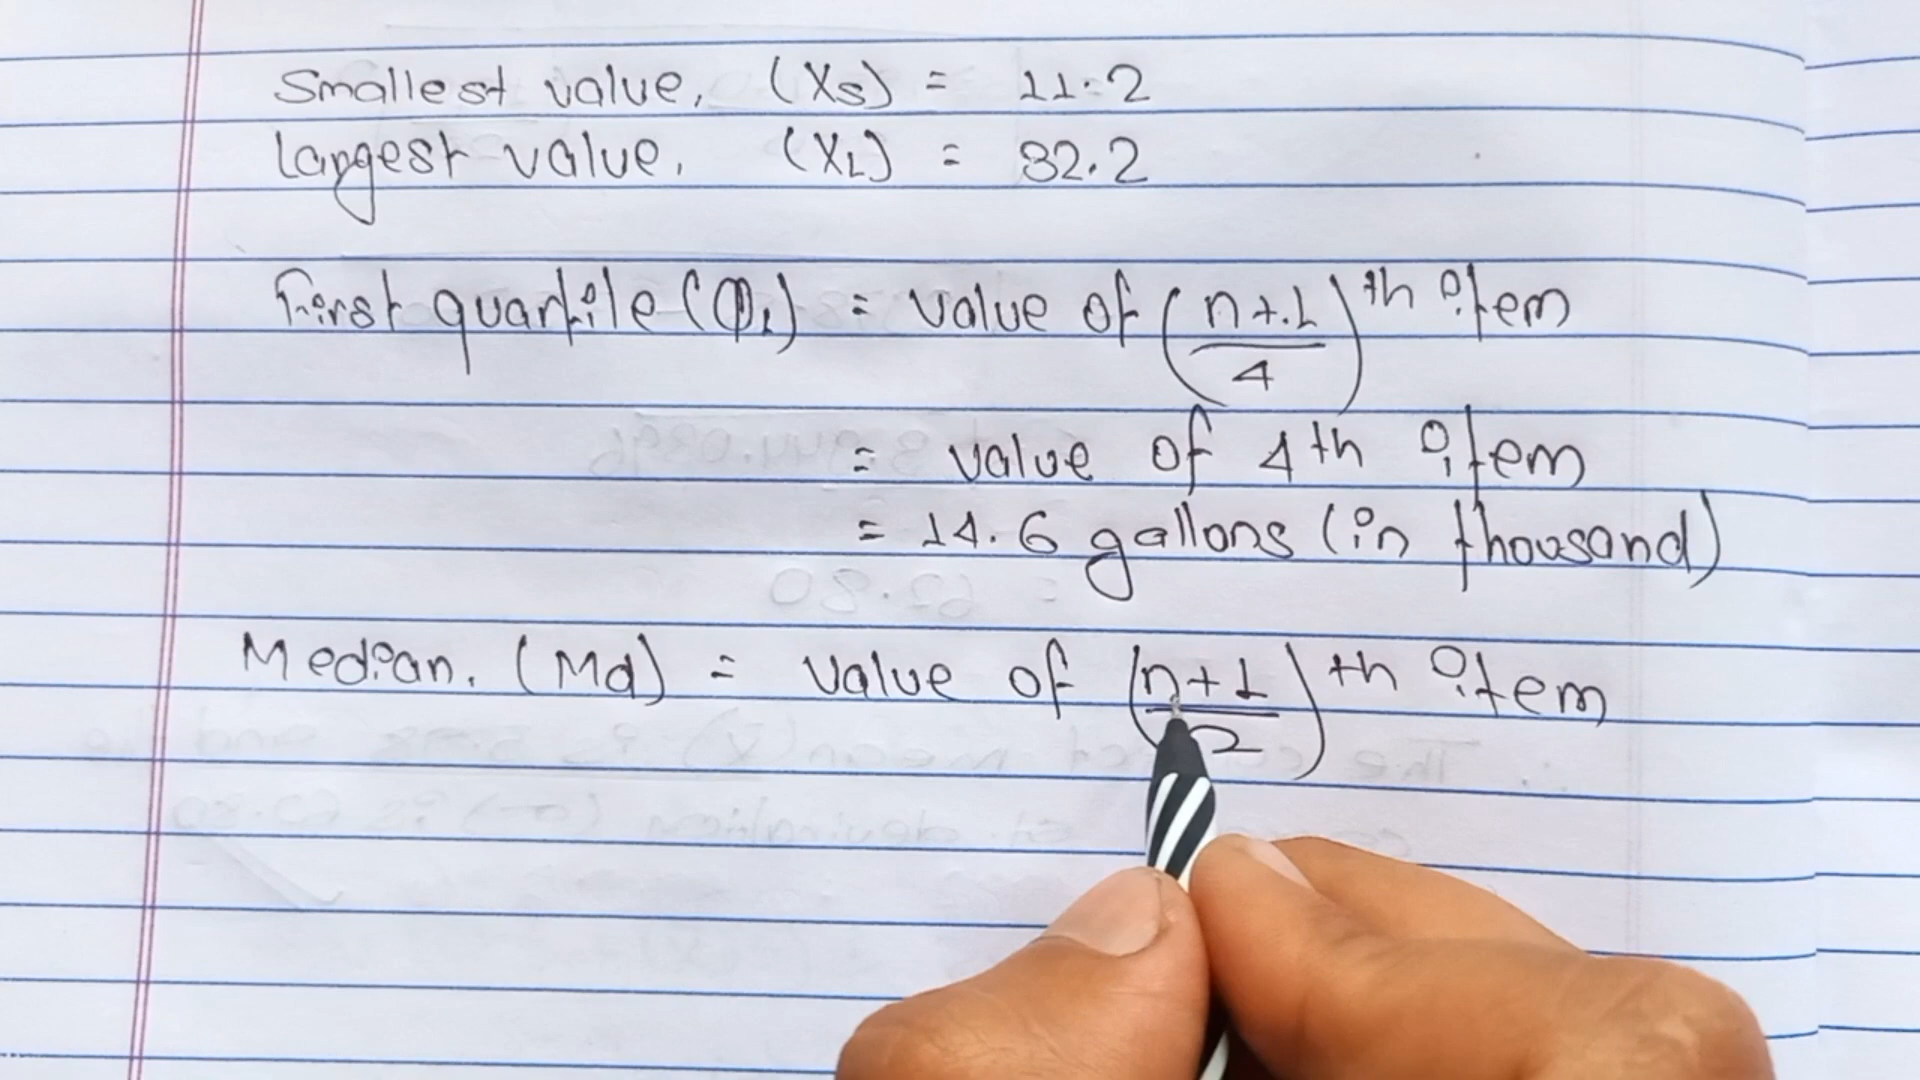 Smallest value, (Xs) = 11.2
Largest value, (XL) = 32.2
First quartile (Q1) = value of (n+1/4)th item
= value of 4th item
= 14.6 gallons (in thousand)
Median, (Md) = value of (n+1/2)th item